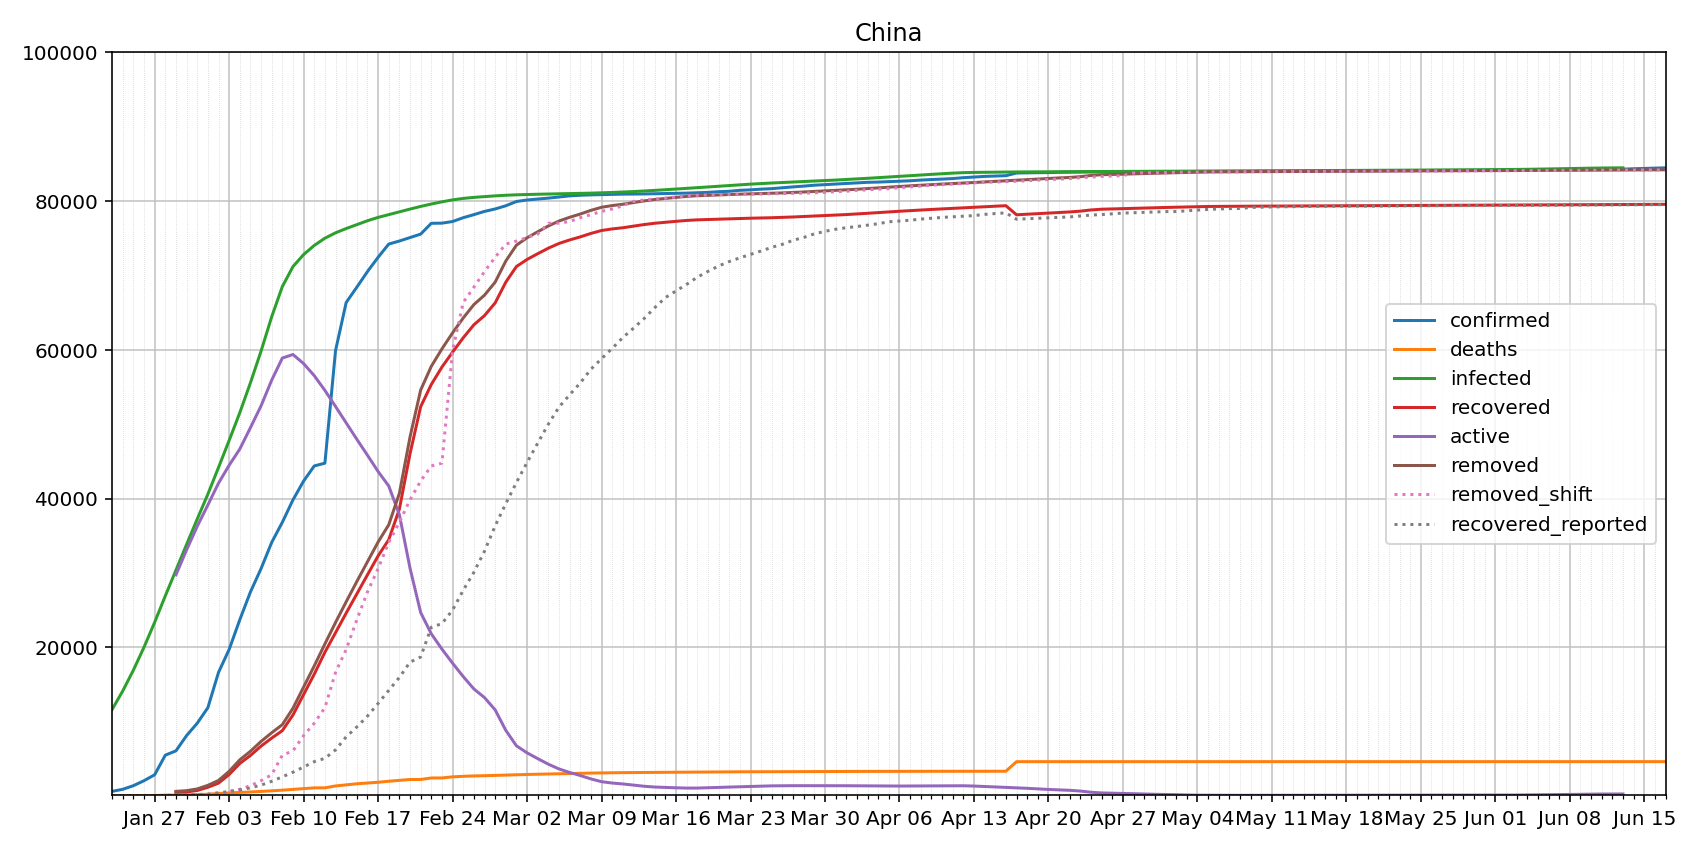 China
100000
80000
60000
40000
20000
Jan 27 Feb 03 Feb 10 Feb 17 Feb 24 Mar 02 Mar 09 Mar 16 Mar 23 Mar 30 Apr 06 Apr 13 Apr 20 Apr 27 May 04 May 11 May 18 May 25 Jun 01 Jun 08 Jun 15
confirmed
deaths
infected
recovered
active
removed
removed_shift
recovered_reported